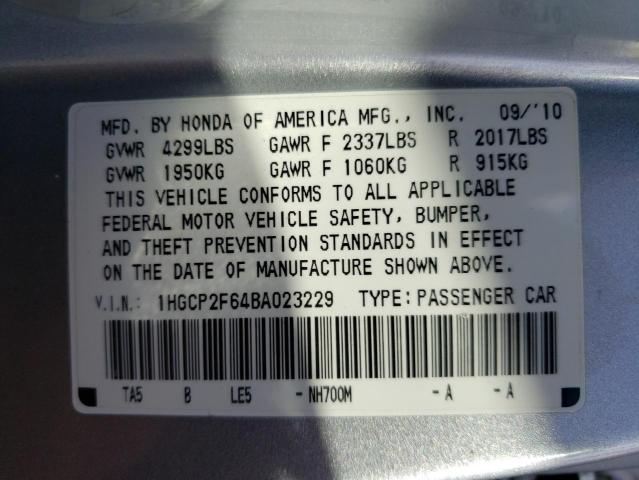 MFD. BY HONDA OF AMERICA MFG., INC. 09/'10
GVWR 4299LBS GAWR F 2337LBS R 2017LBS
GVWR 1950KG GAWR F 1060KG R 915KG
THIS VEHICLE CONFORMS TO ALL APPLICABLE
FEDERAL MOTOR VEHICLE SAFETY, BUMPER,
AND THEFT PREVENTION STANDARDS IN EFFECT
ON THE DATE OF MANUFACTURE SHOWN ABOVE.
V.I.N.: 1HGCP2F64BA023229 TYPE: PASSENGER CAR
TA5 B LE5 -NH700M -A -A